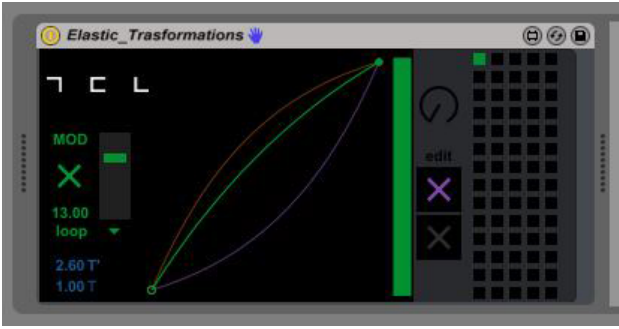 Elastic_Trasformations
MOD
13.00
loop
2.60 T'
1.00 T
edit